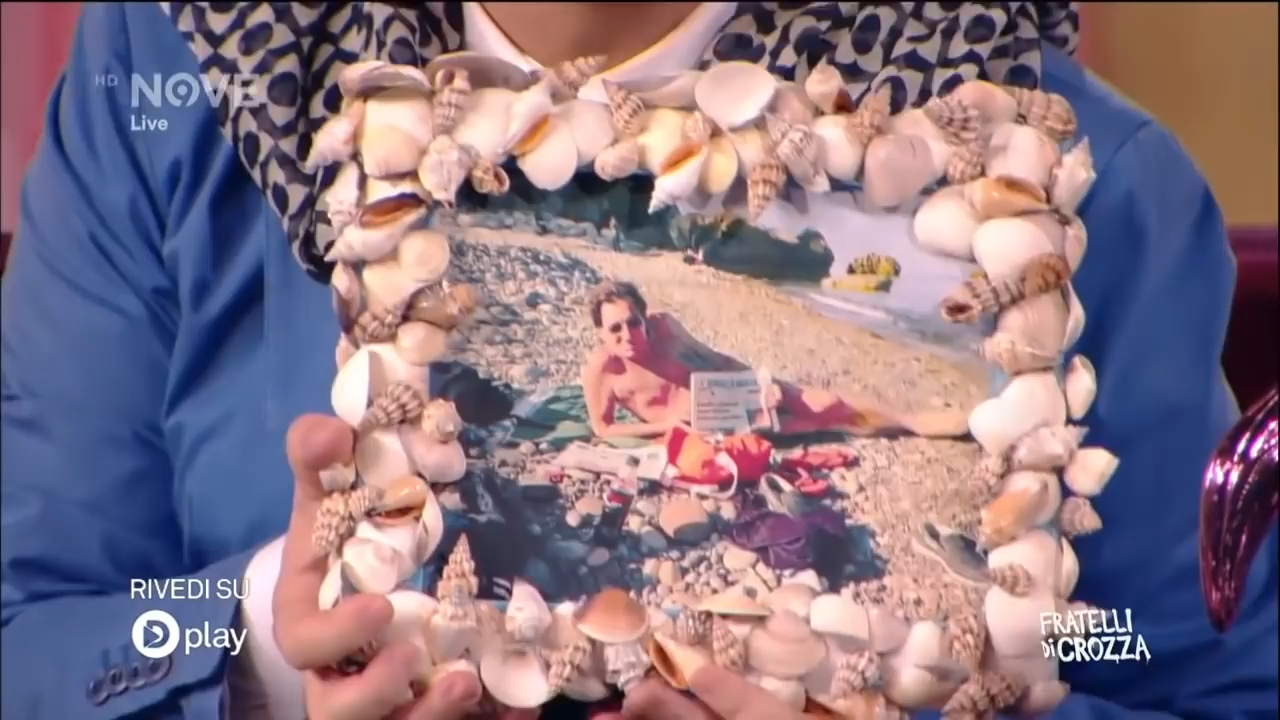 HD NOVE
Live
RIVEDI SU
play
FRATELLI
di CROZZA